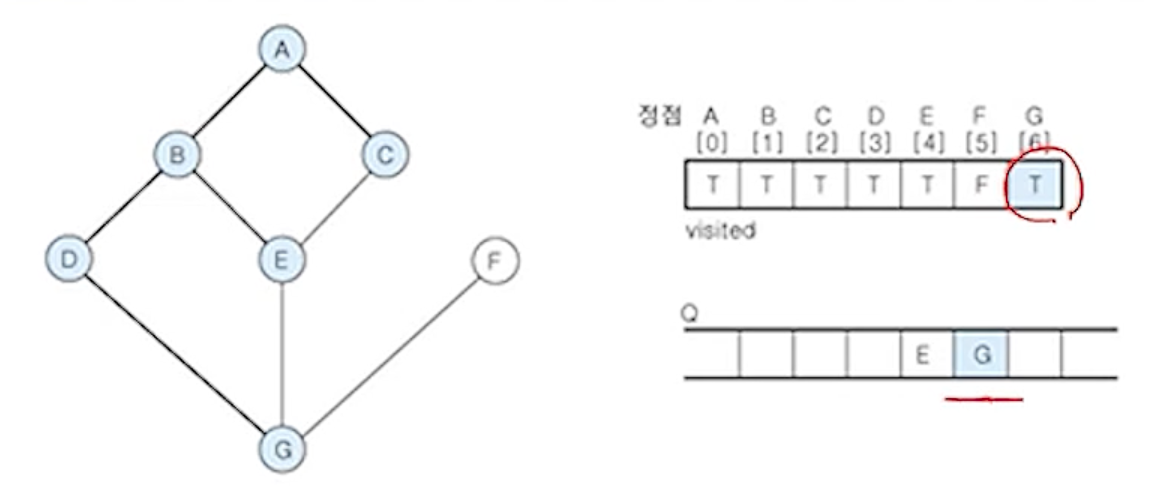 A
B C
D E F
G
정점 A B C D E F G
[0] [1] [2] [3] [4] [5] [6]
T T T T T F T
visited
Q
E G